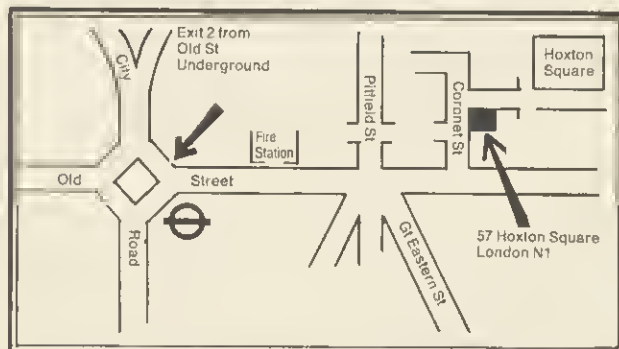 Exit 2 from
Old St
Underground
City
Hoxton
Square
Pitfield St
Coronet St
Fire
Station
Old
Street
Road
Gt Eastern St
57 Hoxton Square
London N1